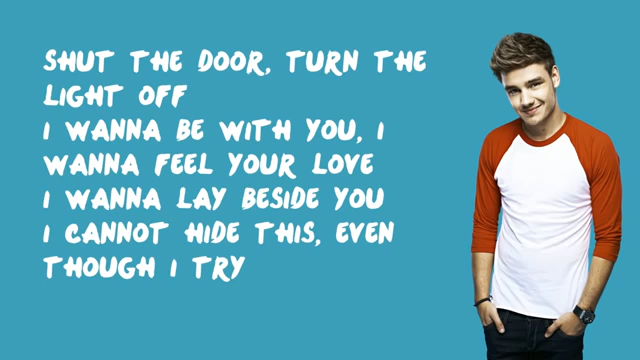 SHUT THE DOOR, TURN THE
LIGHT OFF
I WANNA BE WITH YOU, I
WANNA FEEL YOUR LOVE
I WANNA LAY BESIDE YOU
I CANNOT HIDE THIS, EVEN
THOUGH I TRY